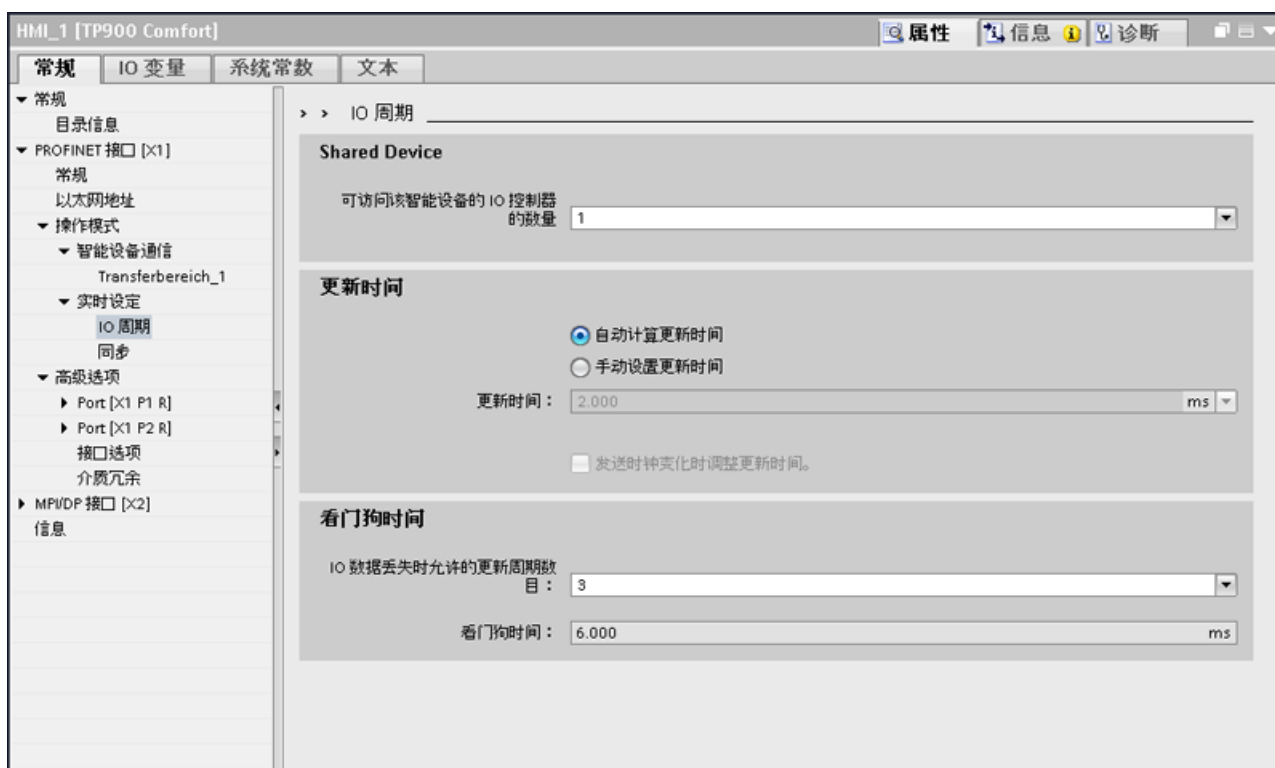 HMI_1 [TP900 Comfort]
属性 信息 诊断
常规 IO 变量 系统常数 文本
常规
目录信息
PROFINET 接口 [X1]
常规
以太网地址
操作模式
智能设备通信
Transferbereich_1
实时设定
IO 周期
同步
高级选项
Port [X1 P1 R]
Port [X1 P2 R]
接口选项
介质冗余
MPI/DP 接口 [X2]
信息
> > IO 周期
Shared Device
可访问该智能设备的 IO 控制器
的数量
1
更新时间
自动计算更新时间
手动设置更新时间
更新时间： 2.000 ms
发送时钟变化时调整更新时间。
看门狗时间
IO 数据丢失时允许的更新周期数
目： 3
看门狗时间： 6.000 ms